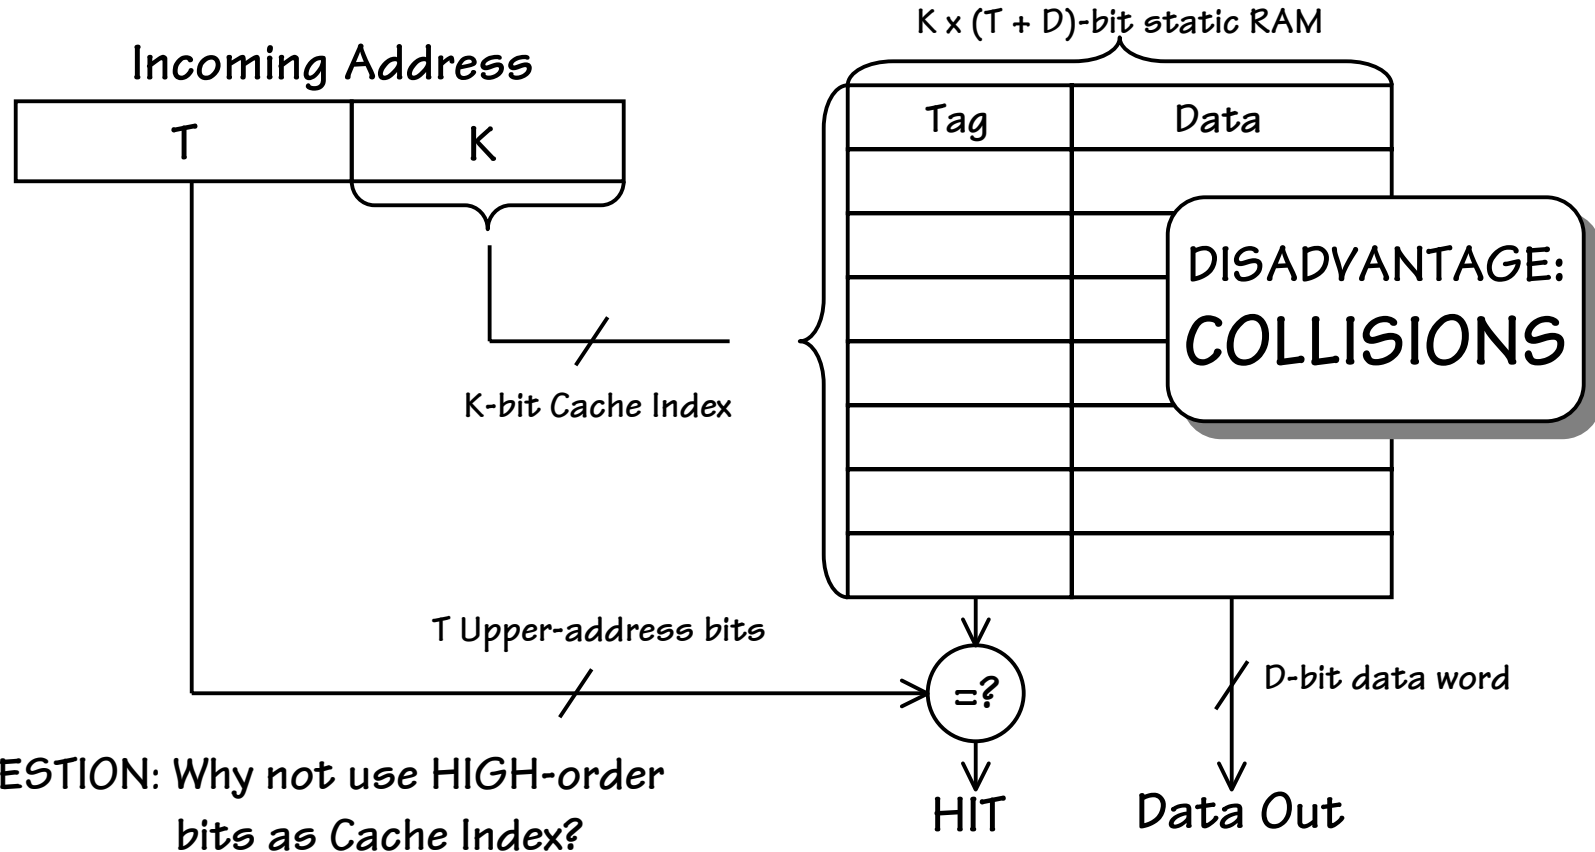 K x (T + D)-bit static RAM
Incoming Address
T
K
Tag
Data
DISADVANTAGE:
COLLISIONS
K-bit Cache Index
T Upper-address bits
=?
D-bit data word
ESTION: Why not use HIGH-order
bits as Cache Index?
HIT
Data Out